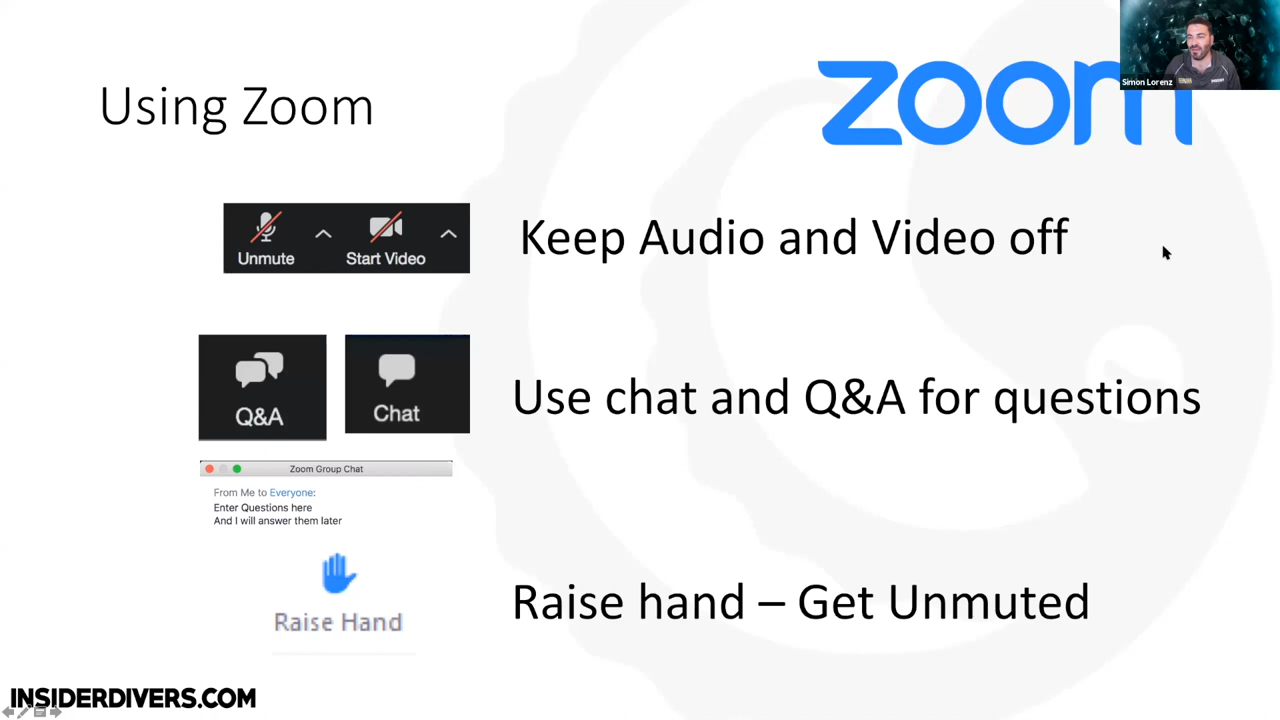 zoom
Simon Lorenz
Using Zoom
Unmute
Start Video
Keep Audio and Video off
Q&A
Chat
Use chat and Q&A for questions
Zoom Group Chat
From Me to Everyone:
Enter Questions here
And I will answer them later
Raise Hand
Raise hand – Get Unmuted
INSIDERDIVERS.COM